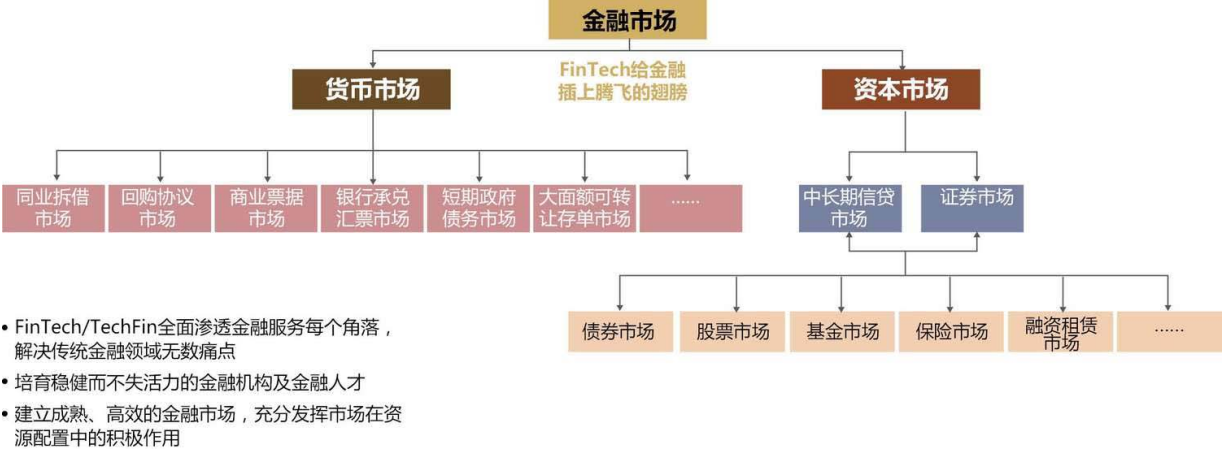 金融市场
FinTech给金融
插上腾飞的翅膀
货币市场
资本市场
同业拆借
市场
回购协议
市场
商业票据
市场
银行承兑
汇票市场
短期政府
债务市场
大面额可转
让存单市场
……
中长期信贷
市场
证券市场
债券市场
股票市场
基金市场
保险市场
融资租赁
市场
……
• FinTech/TechFin全面渗透金融服务每个角落，
解决传统金融领域无数痛点
• 培育稳健而不失活力的金融机构及金融人才
• 建立成熟、高效的金融市场，充分发挥市场在资
源配置中的积极作用